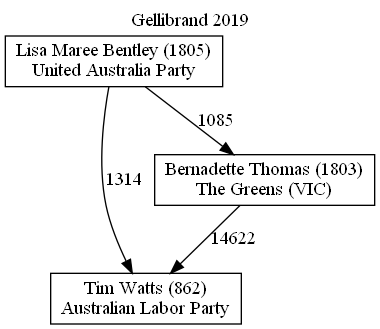 Gellibrand 2019
Lisa Maree Bentley (1805)
United Australia Party
1085
Bernadette Thomas (1803)
The Greens (VIC)
1314
14622
Tim Watts (862)
Australian Labor Party